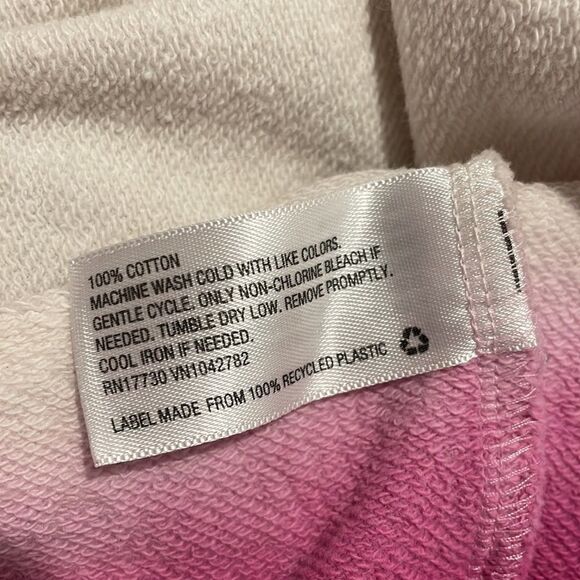 100% COTTON
MACHINE WASH COLD WITH LIKE COLORS.
GENTLE CYCLE. ONLY NON-CHLORINE BLEACH IF
NEEDED. TUMBLE DRY LOW. REMOVE PROMPTLY.
COOL IRON IF NEEDED.
RN17730 VN1042782
LABEL MADE FROM 100% RECYCLED PLASTIC